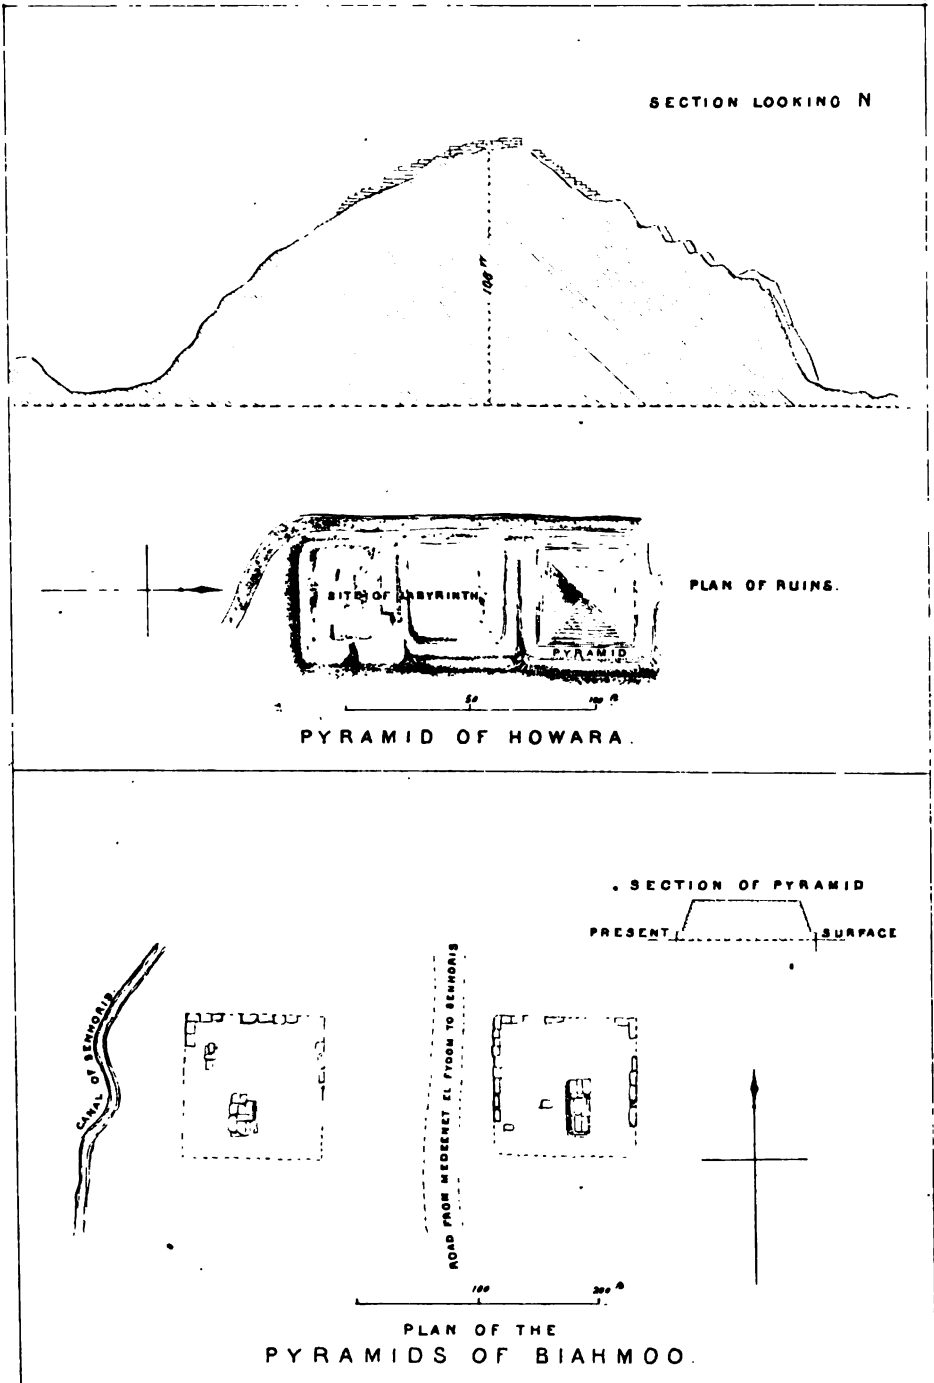 SECTION LOOKING N
106 Ft
SITE OF LABYRINTH
PYRAMID
PLAN OF RUINS.
50
100 ft
PYRAMID OF HOWARA.
SECTION OF PYRAMID
PRESENT SURFACE
CANAL OF SENHORIS
ROAD FROM MEDEENET EL FYOOM TO SENHORIS
100
200 ft
PLAN OF THE
PYRAMIDS OF BIAHMOO.